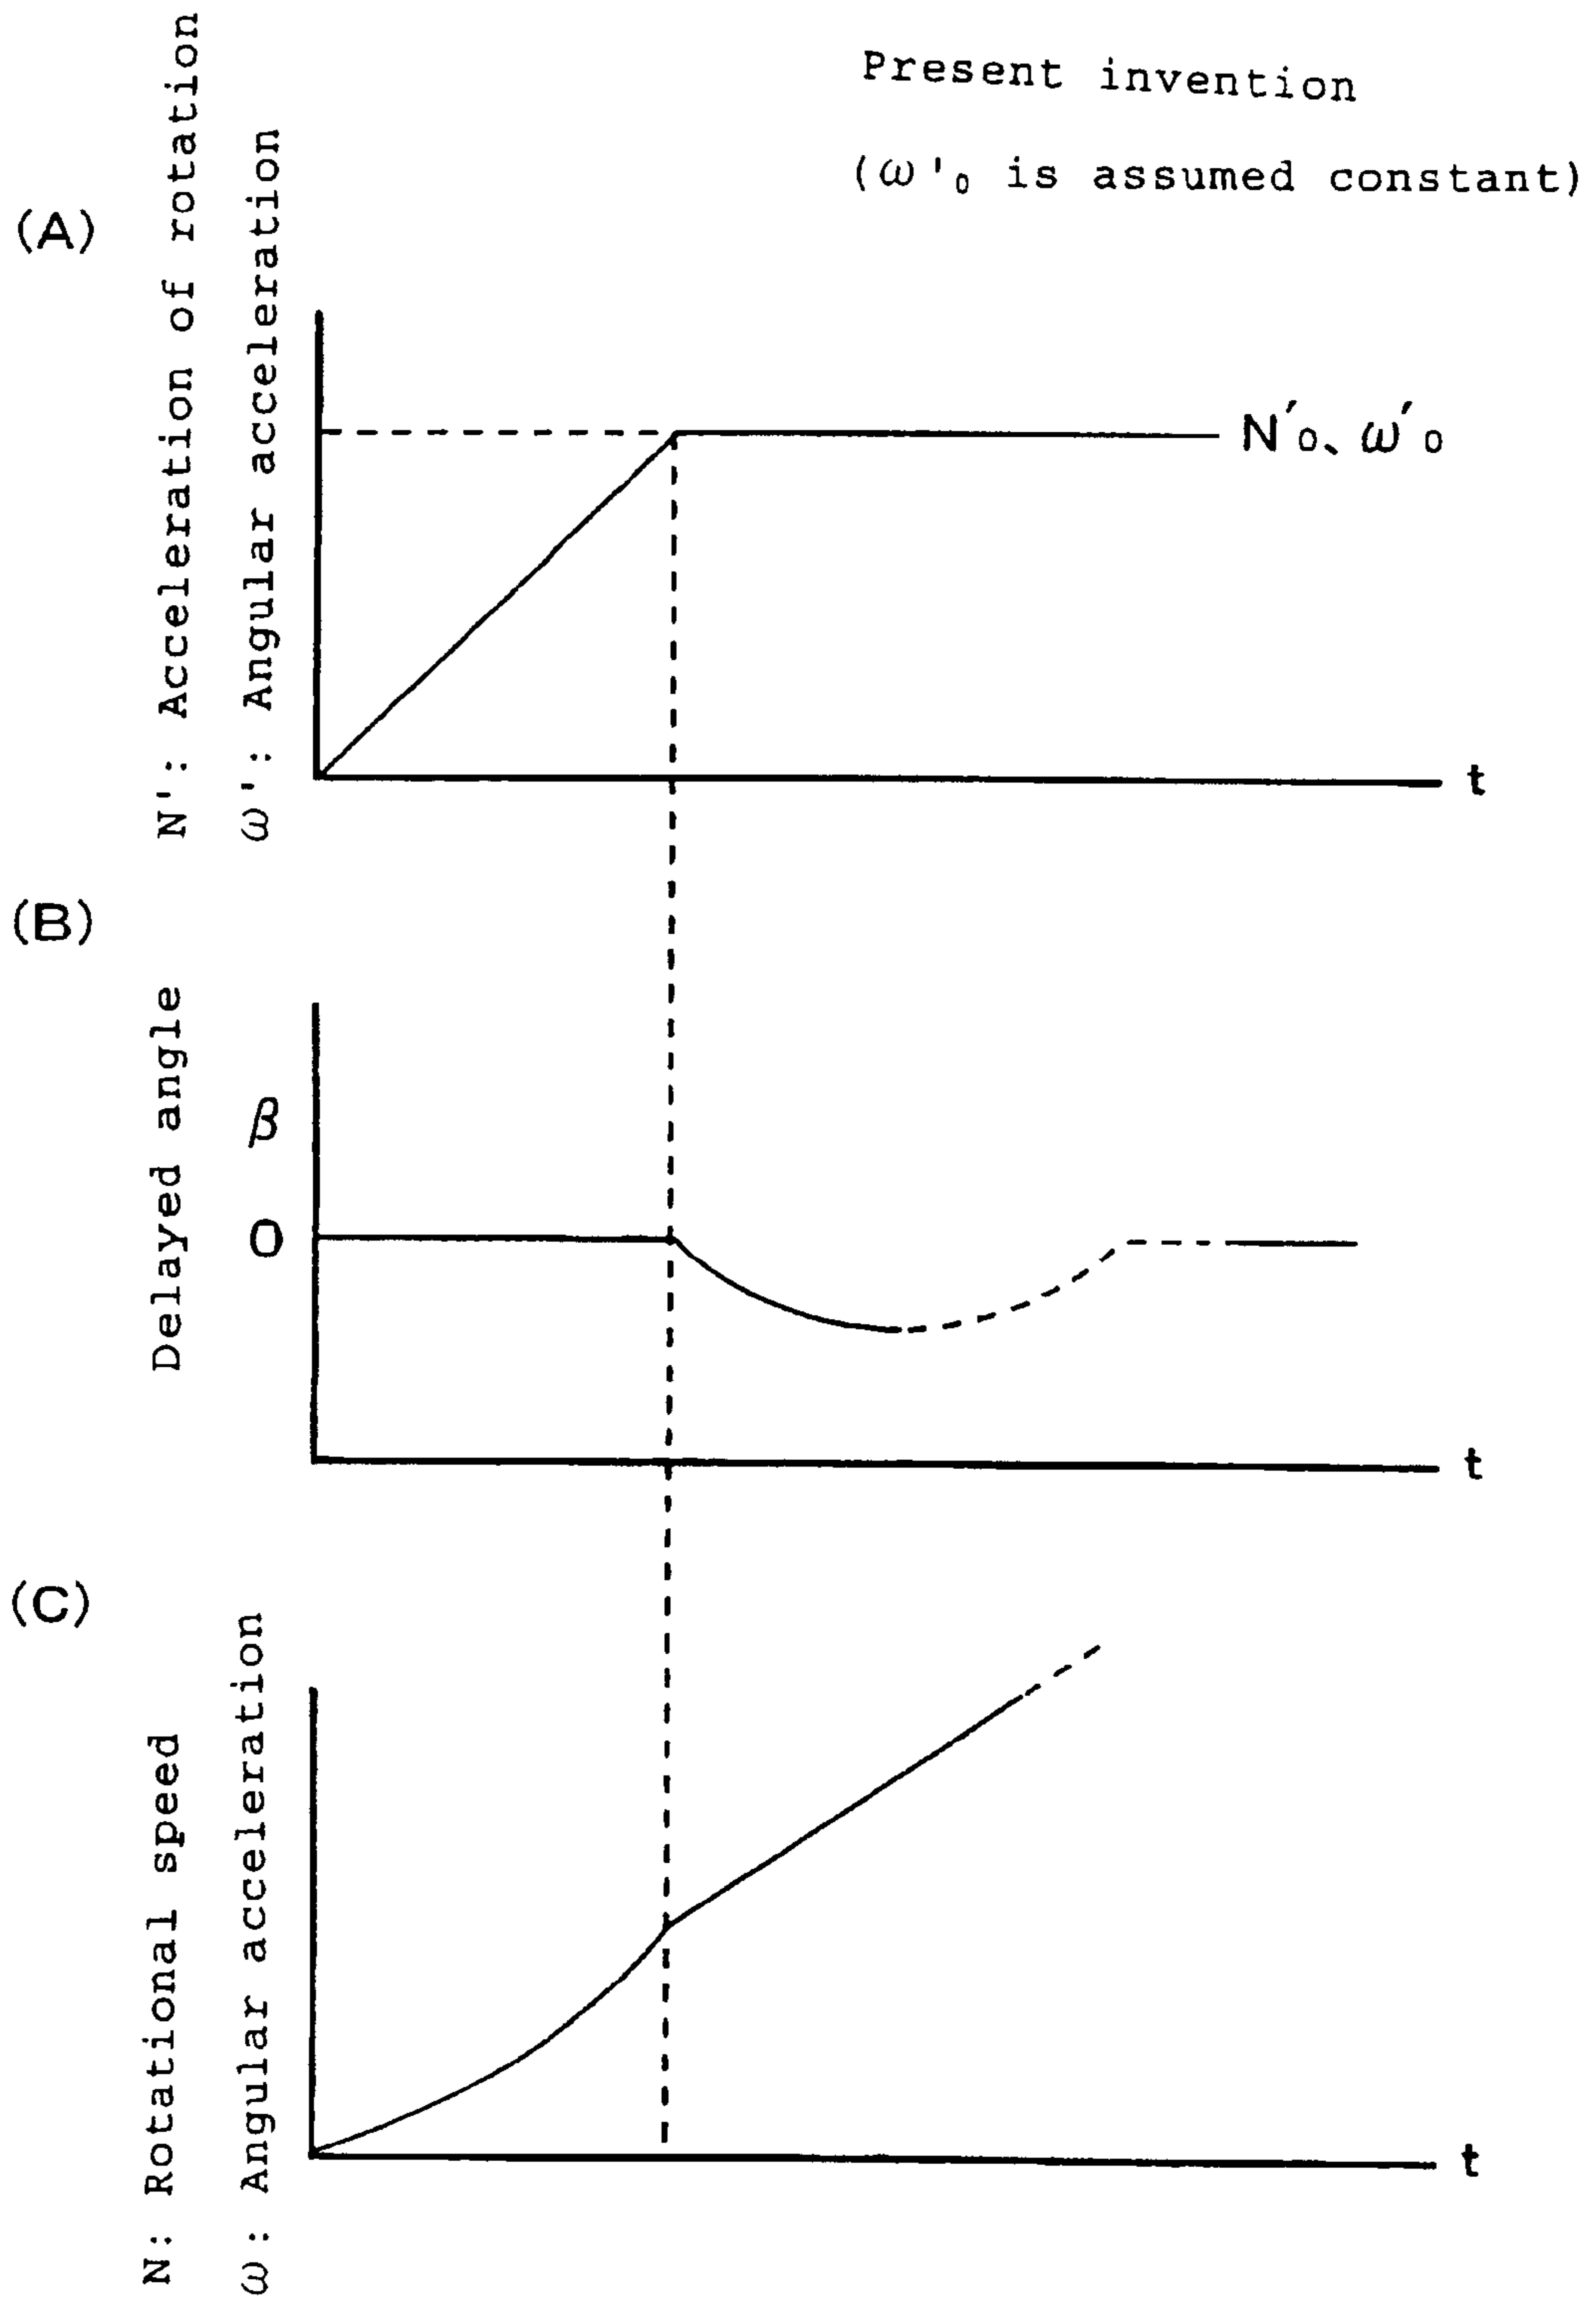 Present invention
(ω'₀ is assumed constant)
(A)
N': Acceleration of rotation
ω': Angular acceleration
N′₀、ω′₀
t
(B)
Delayed angle
β
0
t
(C)
N: Rotational speed
ω: Angular acceleration
t